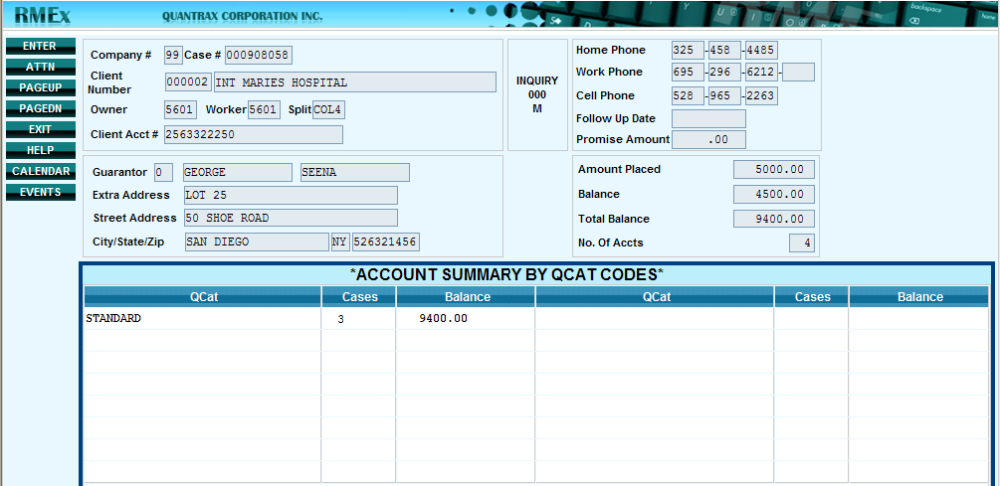 RMEx QUANTRAX CORPORATION INC.
ENTER
ATTN
PAGEUP
PAGEDN
EXIT
HELP
CALENDAR
EVENTS
Company # 99 Case # 000908058
Client Number 000002 INT MARIES HOSPITAL
Owner 5601 Worker 5601 Split COL4
Client Acct # 2563322250
INQUIRY
000
M
Home Phone 325 -458 -4485
Work Phone 695 -296 -6212 -
Cell Phone 528 -965 -2263
Follow Up Date
Promise Amount .00
Guarantor 0 GEORGE SEENA
Extra Address LOT 25
Street Address 50 SHOE ROAD
City/State/Zip SAN DIEGO NY 526321456
Amount Placed 5000.00
Balance 4500.00
Total Balance 9400.00
No. Of Accts 4
*ACCOUNT SUMMARY BY QCAT CODES*
QCat Cases Balance QCat Cases Balance
STANDARD 3 9400.00